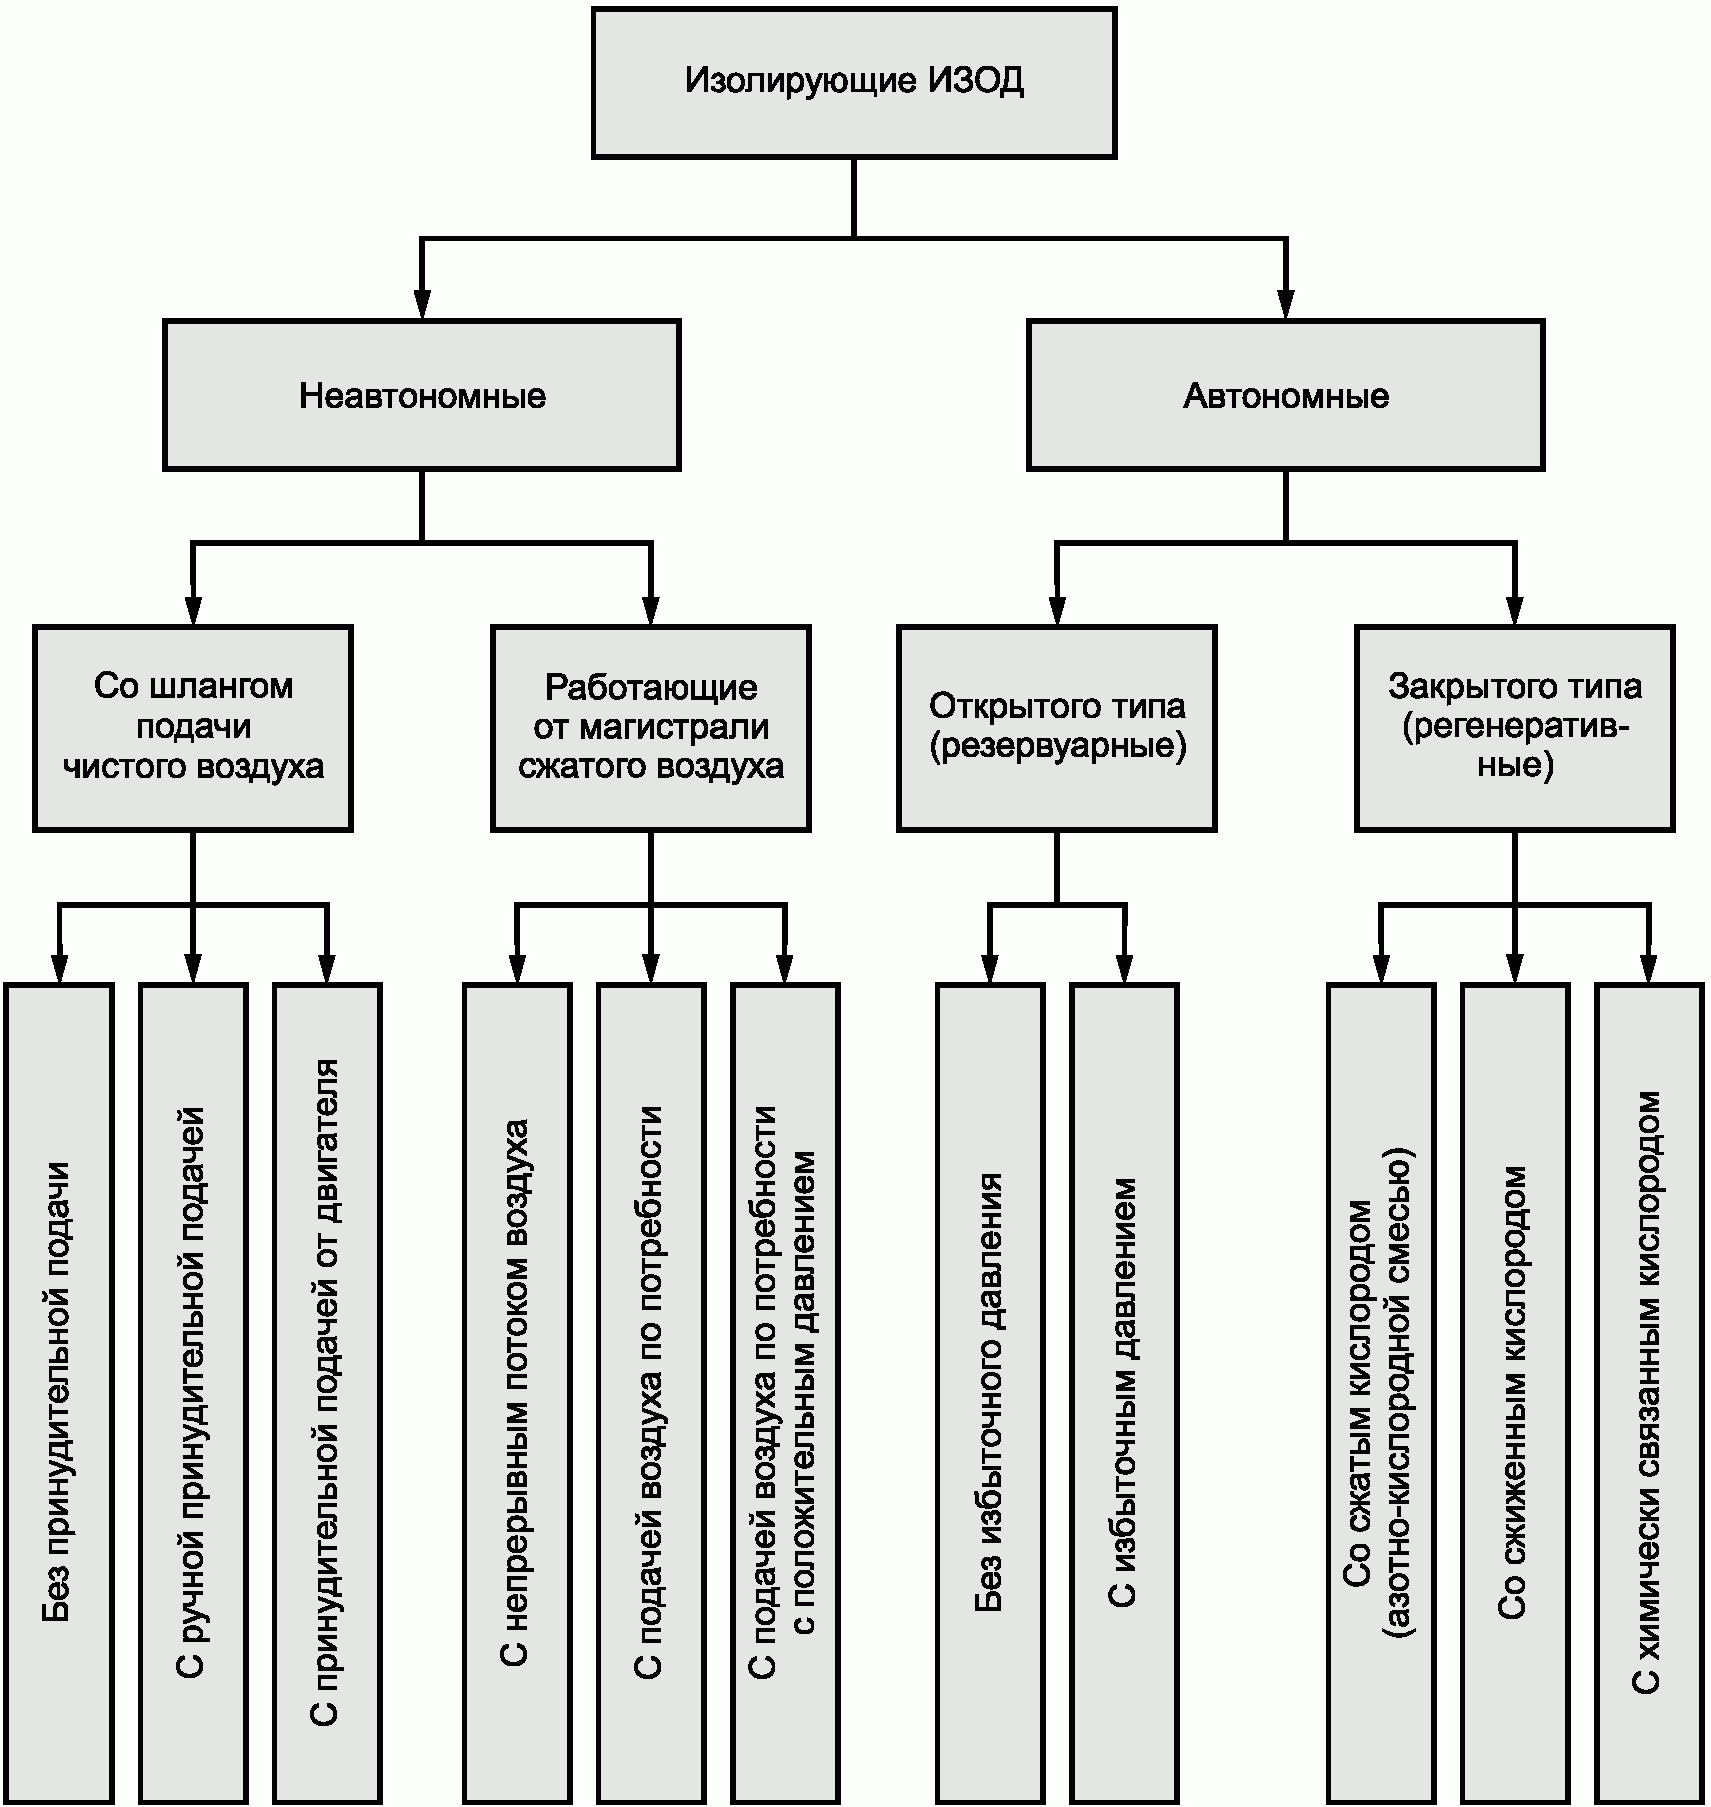 Изолирующие ИЗОД
Неавтономные
Автономные
Со шлангом
подачи
чистого воздуха
Работающие
от магистрали
сжатого воздуха
Открытого типа
(резервуарные)
Закрытого типа
(регенератив-
ные)
Без принудительной подачи
С ручной принудительной подачей
С принудительной подачей от двигателя
С непрерывным потоком воздуха
С подачей воздуха по потребности
С подачей воздуха по потребности
с положительным давлением
Без избыточного давления
С избыточным давлением
Со сжатым кислородом
(азотно-кислородной смесью)
Со сжиженным кислородом
С химически связанным кислородом